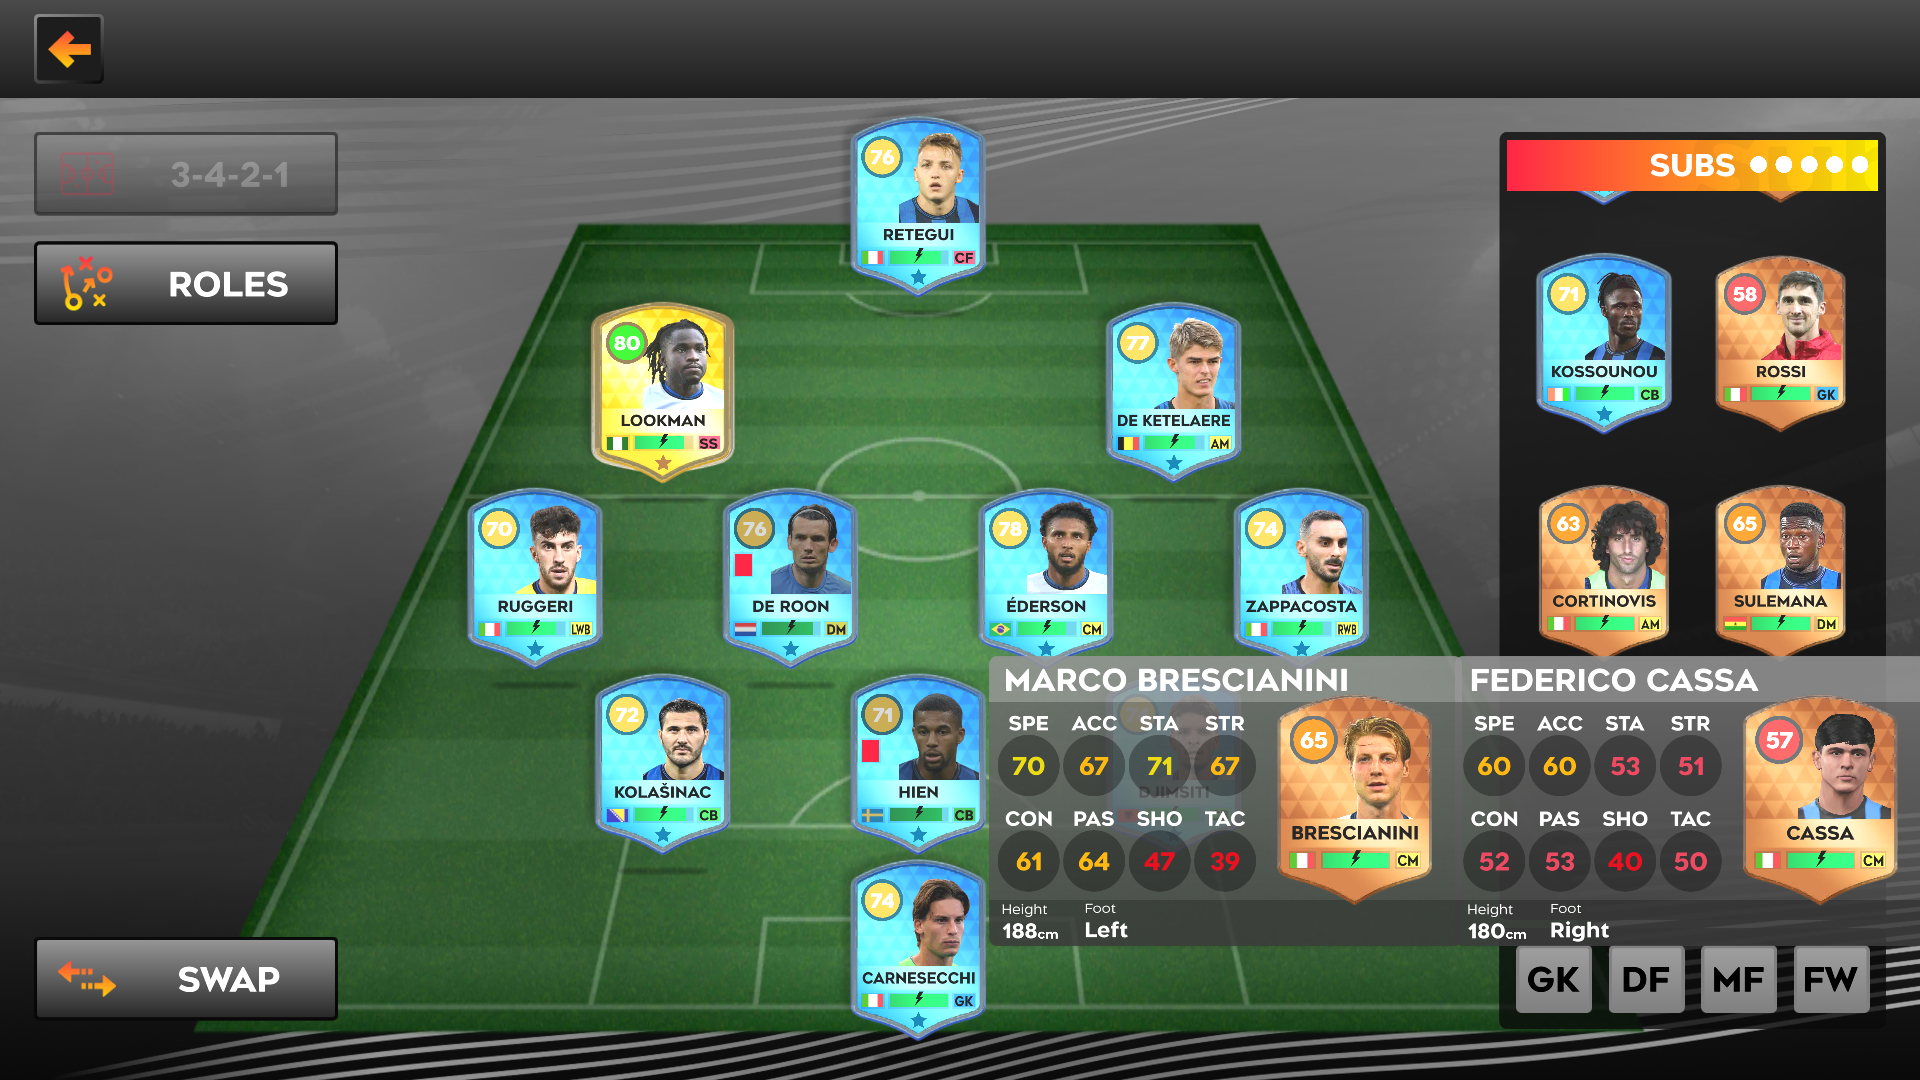 3-4-2-1
ROLES
SWAP
76
RETEGUI
CF
80
LOOKMAN
SS
77
DE KETELAERE
AM
70
RUGGERI
LWB
76
DE ROON
DM
78
ÉDERSON
CM
74
ZAPPACOSTA
RWB
72
KOLAŠINAC
CB
71
HIEN
CB
DJIMSITI
74
CARNESECCHI
GK
SUBS
71
KOSSOUNOU
CB
58
ROSSI
GK
63
CORTINOVIS
AM
65
SULEMANA
DM
MARCO BRESCIANINI
SPE ACC STA STR
70 67 71 67
CON PAS SHO TAC
61 64 47 39
Height Foot
188cm Left
65
BRESCIANINI
CM
FEDERICO CASSA
SPE ACC STA STR
60 60 53 51
CON PAS SHO TAC
52 53 40 50
Height Foot
180cm Right
57
CASSA
CM
GK DF MF FW